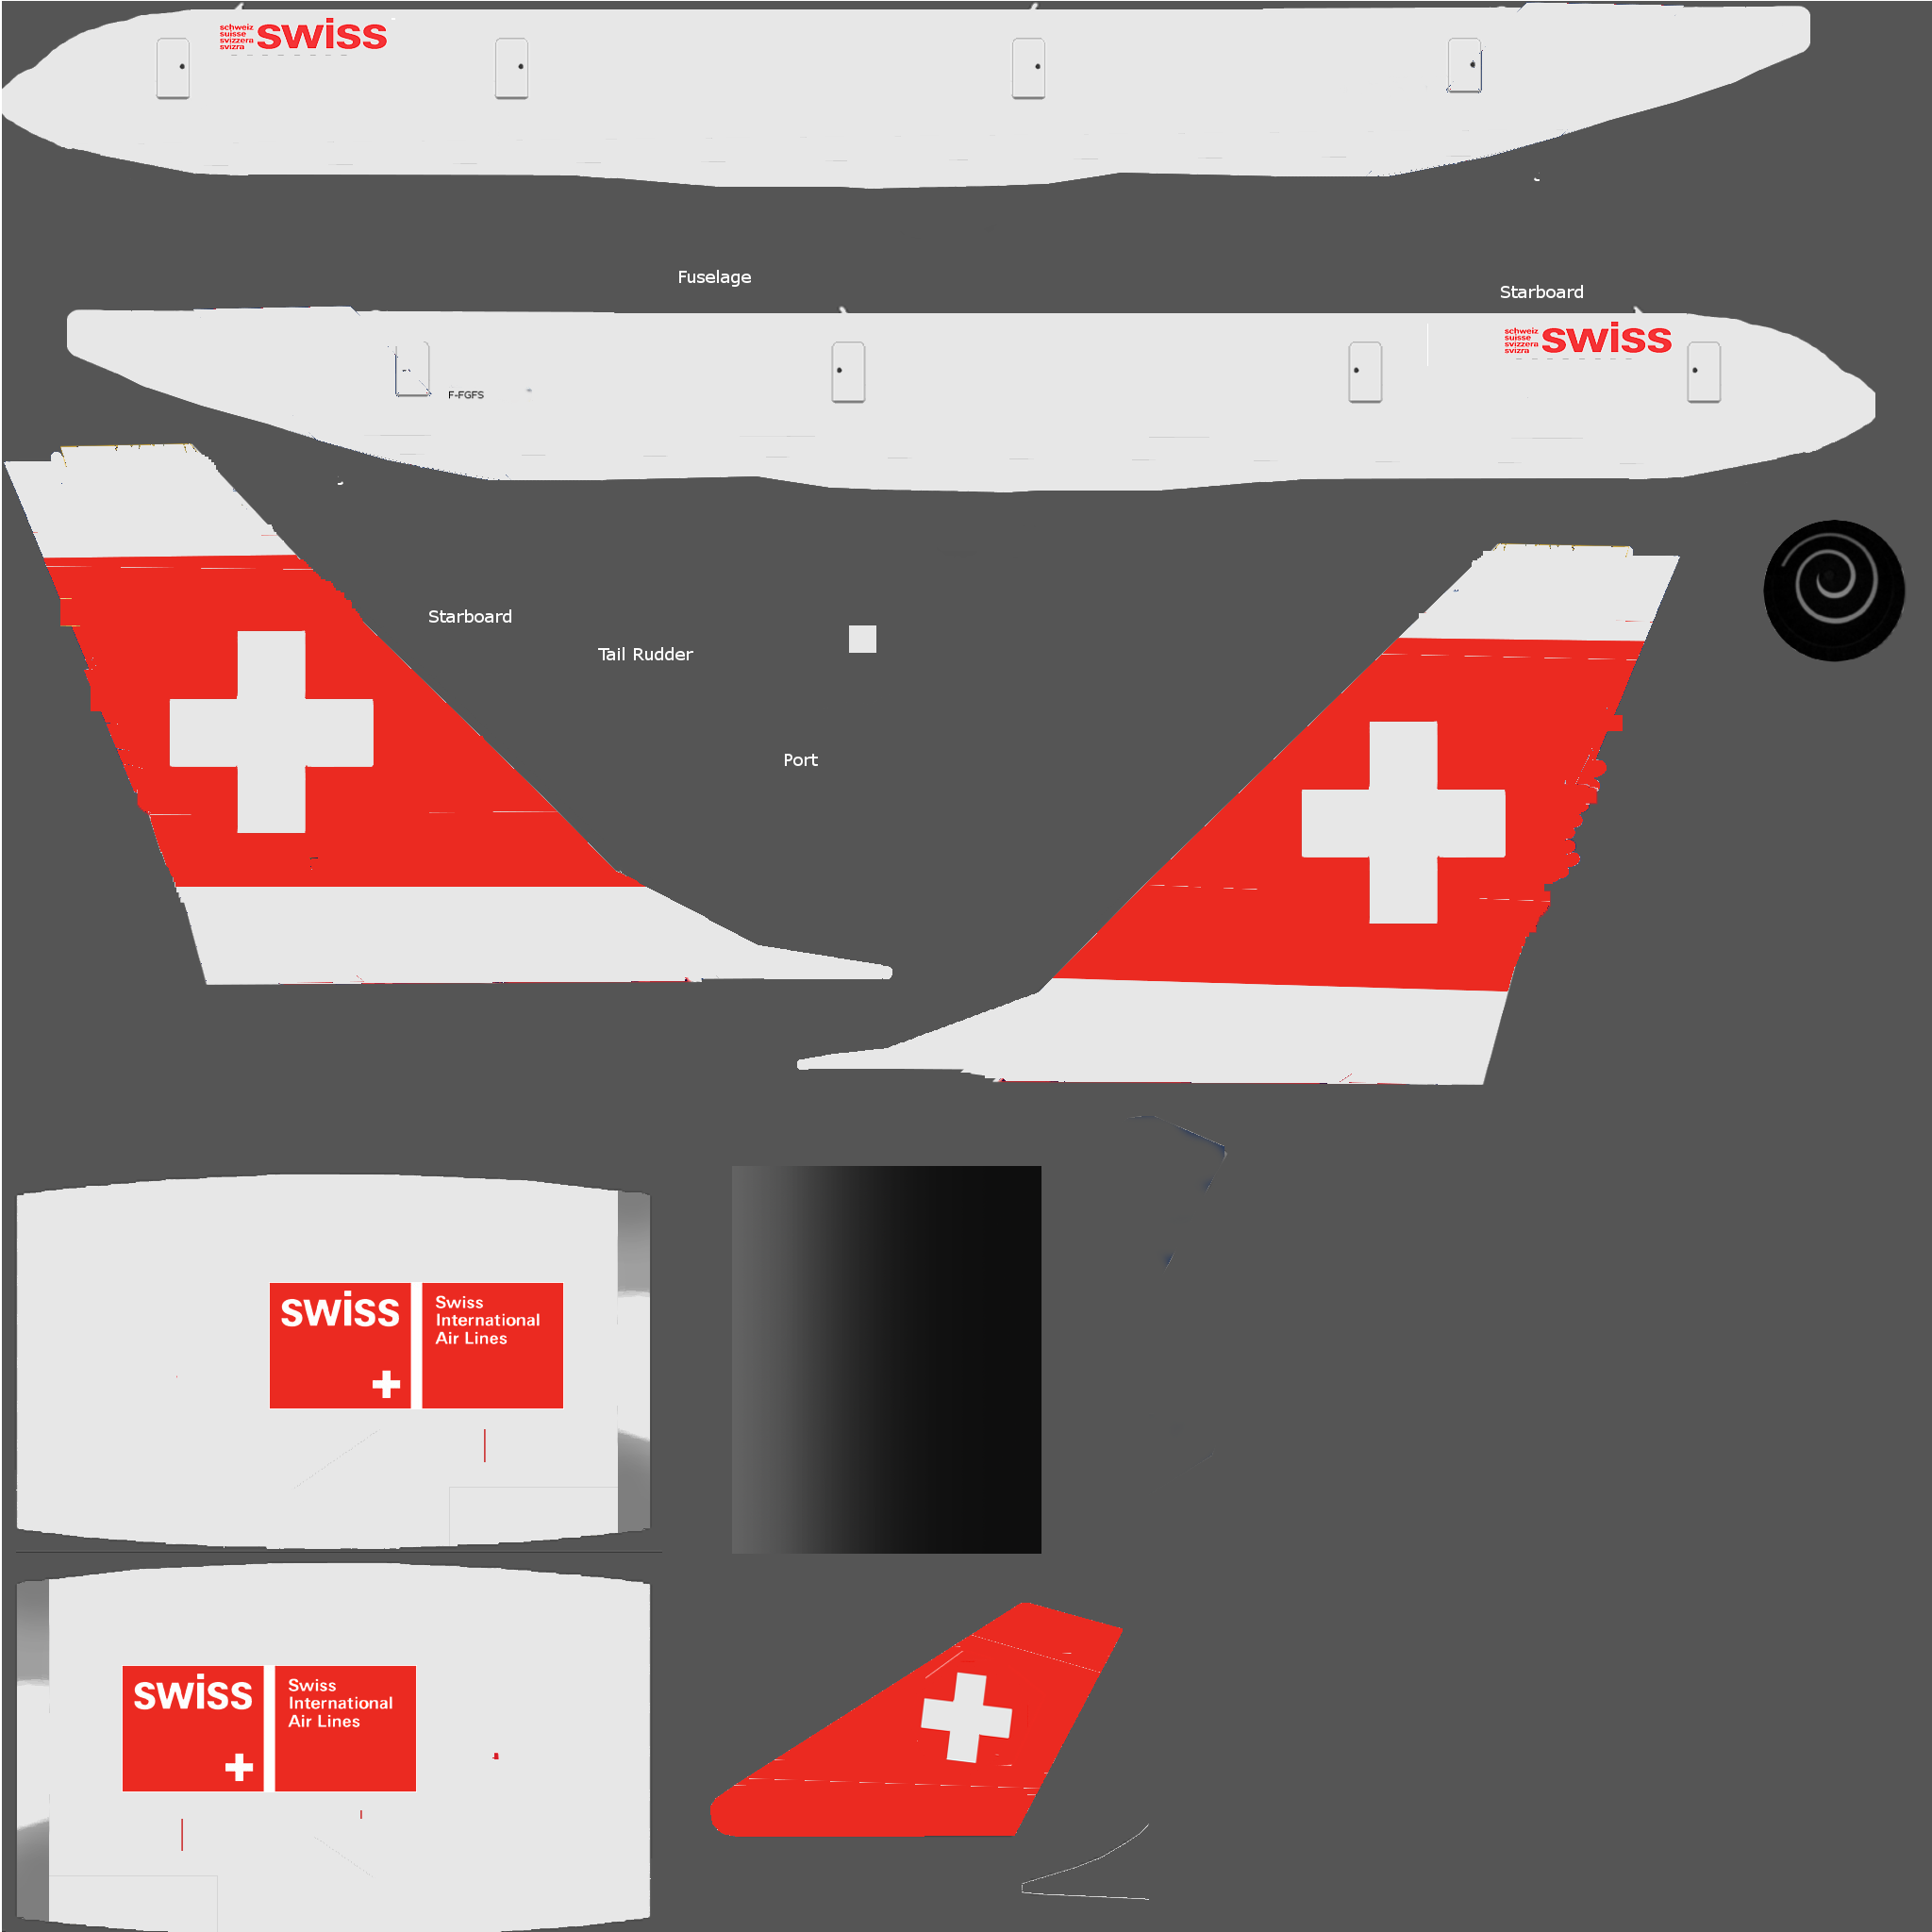 schweiz
suisse
svizzera
svizra
swiss
Fuselage
Starboard
schweiz
suisse
svizzera
svizra
swiss
F-FGFS
Starboard
Tail Rudder
Port
swiss
Swiss
International
Air Lines
swiss
Swiss
International
Air Lines